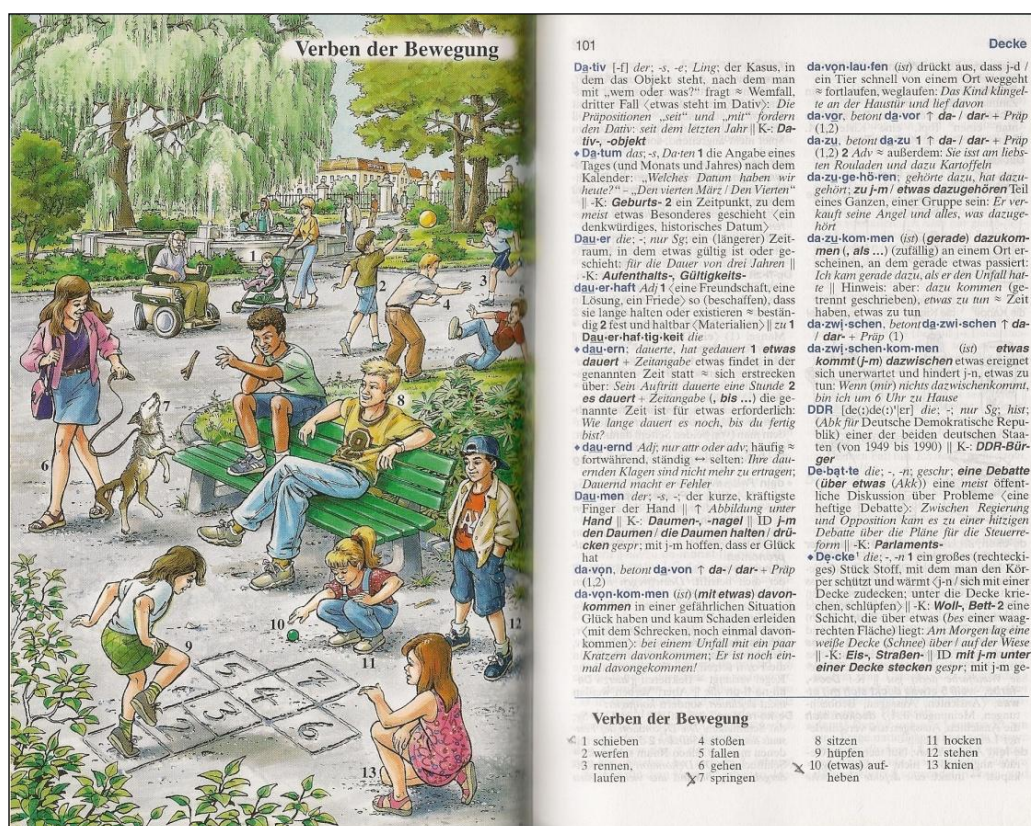 Verben der Bewegung
1
2
3
4
5
6
7
8
9
10
11
12
13
101
Decke
Da·tiv [-f] der; -s, -e; Ling; der Kasus, in
dem das Objekt steht, nach dem man
mit „wem oder was?“ fragt ≈ Wemfall,
dritter Fall 〈etwas steht im Dativ〉: Die
Präpositionen „seit“ und „mit“ fordern
den Dativ: seit dem letzten Jahr || K-: Da-
tiv-, -objekt
◆ Da·tum das; -s, Da·ten 1 die Angabe eines
Tages (und Monats und Jahres) nach dem
Kalender: „Welches Datum haben wir
heute?“ – „Den vierten März / Den Vierten“
|| -K: Geburts- 2 ein Zeitpunkt, zu dem
meist etwas Besonderes geschieht 〈ein
denkwürdiges, historisches Datum〉
Dau·er die; -; nur Sg; ein (längerer) Zeit-
raum, in dem etwas gültig ist oder ge-
schieht: für die Dauer von drei Jahren ||
-K: Aufenthalts-, Gültigkeits-
dau·er·haft Adj 1 〈eine Freundschaft, eine
Lösung, ein Friede〉 so (beschaffen), dass
sie lange halten oder existieren ≈ bestän-
dig 2 fest und haltbar 〈Materialien〉 || zu 1
Dau·er·haf·tig·keit die
◆ dau·ern; dauerte, hat gedauert 1 etwas
dauert + Zeitangabe etwas findet in der
genannten Zeit statt ≈ sich erstrecken
über: Sein Auftritt dauerte eine Stunde 2
es dauert + Zeitangabe (, bis ...) die ge-
nannte Zeit ist für etwas erforderlich:
Wie lange dauert es noch, bis du fertig
bist?
◆ dau·ernd Adj; nur attr oder adv; häufig ≈
fortwährend, ständig ↔ selten: Ihre dau-
ernden Klagen sind nicht mehr zu ertragen;
Dauernd macht er Fehler
Dau·men der; -s, -; der kurze, kräftigste
Finger der Hand || ↑ Abbildung unter
Hand || K-: Daumen-, -nagel || ID j-m
den Daumen / die Daumen halten / drü-
cken gespr; mit j-m hoffen, dass er Glück
hat
da·von, betont da·von ↑ da- / dar- + Präp
(1,2)
da·von·kom·men (ist) (mit etwas) davon-
kommen in einer gefährlichen Situation
Glück haben und kaum Schaden erleiden
〈mit dem Schrecken, noch einmal davon-
kommen〉: bei einem Unfall mit ein paar
Kratzern davonkommen; Er ist noch ein-
mal davongekommen!
da·von·lau·fen (ist) drückt aus, dass j-d /
ein Tier schnell von einem Ort weggeht
≈ fortlaufen, weglaufen: Das Kind klingel-
te an der Haustür und lief davon
da·vor, betont da·vor ↑ da- / dar- + Präp
(1,2)
da·zu, betont da·zu 1 ↑ da- / dar- + Präp
(1,2) 2 Adv ≈ außerdem: Sie isst am liebs-
ten Rouladen und dazu Kartoffeln
da·zu·ge·hö·ren; gehörte dazu, hat dazu-
gehört; zu j-m / etwas dazugehören Teil
eines Ganzen, einer Gruppe sein: Er ver-
kauft seine Angel und alles, was dazuge-
hört
da·zu·kom·men (ist) (gerade) dazukom-
men (, als ...) (zufällig) an einem Ort er-
scheinen, an dem gerade etwas passiert:
Ich kam gerade dazu, als er den Unfall hat-
te || Hinweis: aber: dazu kommen (ge-
trennt geschrieben), etwas zu tun ≈ Zeit
haben, etwas zu tun
da·zwi·schen, betont da·zwi·schen ↑ da-
/ dar- + Präp (1)
da·zwi·schen·kom·men (ist) etwas
kommt (j-m) dazwischen etwas ereignet
sich unerwartet und hindert j-n, etwas zu
tun: Wenn (mir) nichts dazwischenkommt,
bin ich um 6 Uhr zu Hause
DDR [de(ː)de(ː)'|ɛr] die; -; nur Sg; hist;
(Abk für Deutsche Demokratische Repu-
blik) einer der beiden deutschen Staa-
ten (von 1949 bis 1990) || K-: DDR-Bür-
ger
De·bat·te die; -, -n; geschr; eine Debatte
(über etwas (Akk)) eine meist öffent-
liche Diskussion über Probleme 〈eine
heftige Debatte〉: Zwischen Regierung
und Opposition kam es zu einer hitzigen
Debatte über die Pläne für die Steuerre-
form || -K: Parlaments-
◆ De·cke¹ die; -, -n 1 ein großes (rechtecki-
ges) Stück Stoff, mit dem man den Kör-
per schützt und wärmt 〈j-n / sich mit einer
Decke zudecken; unter die Decke krie-
chen, schlüpfen〉 || -K: Woll-, Bett- 2 eine
Schicht, die über etwas (bes einer waag-
rechten Fläche) liegt: Am Morgen lag eine
weiße Decke (Schnee) über / auf der Wiese
|| -K: Eis-, Straßen- || ID mit j-m unter
einer Decke stecken gespr; mit j-m ge-
Verben der Bewegung
1 schieben
2 werfen
3 rennen,
laufen
4 stoßen
5 fallen
6 gehen
7 springen
8 sitzen
9 hüpfen
10 (etwas) auf-
heben
11 hocken
12 stehen
13 knien